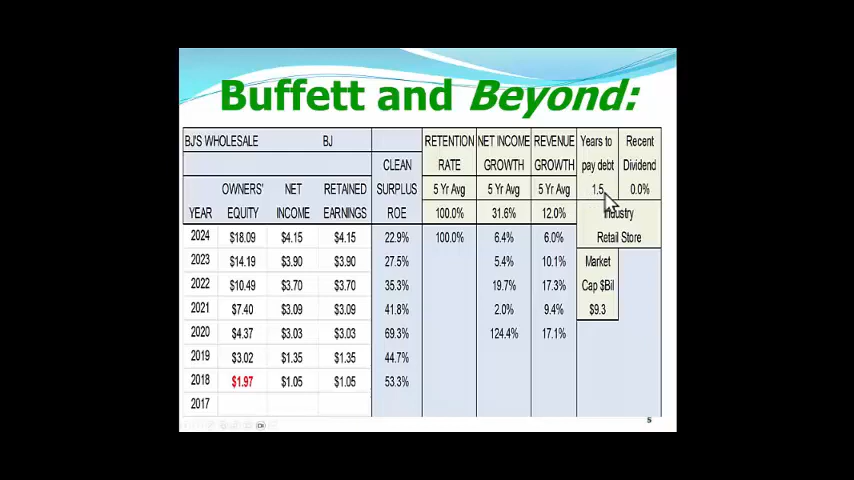 Buffett and Beyond:
BJ'S WHOLESALE BJ RETENTION NET INCOME REVENUE Years to Recent
CLEAN RATE GROWTH GROWTH pay debt Dividend
OWNERS' NET RETAINED SURPLUS 5 Yr Avg 5 Yr Avg 5 Yr Avg 1.5 0.0%
YEAR EQUITY INCOME EARNINGS ROE 100.0% 31.6% 12.0% Industry
2024 $18.09 $4.15 $4.15 22.9% 100.0% 6.4% 6.0% Retail Store
2023 $14.19 $3.90 $3.90 27.5% 5.4% 10.1% Market
2022 $10.49 $3.70 $3.70 35.3% 19.7% 17.3% Cap $Bil
2021 $7.40 $3.09 $3.09 41.8% 2.0% 9.4% $9.3
2020 $4.37 $3.03 $3.03 69.3% 124.4% 17.1%
2019 $3.02 $1.35 $1.35 44.7%
2018 $1.97 $1.05 $1.05 53.3%
2017
5